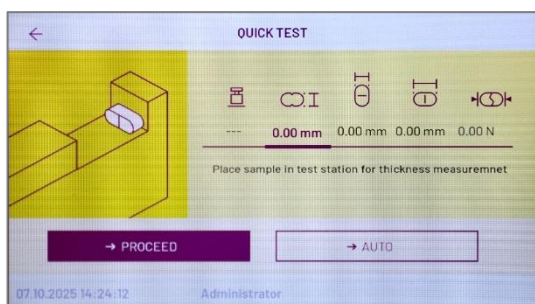 QUICK TEST
--- 0.00 mm 0.00 mm 0.00 mm 0.00 N
Place sample in test station for thickness measuremnet
→ PROCEED → AUTO
07.10.2025 14:24:12 Administrator